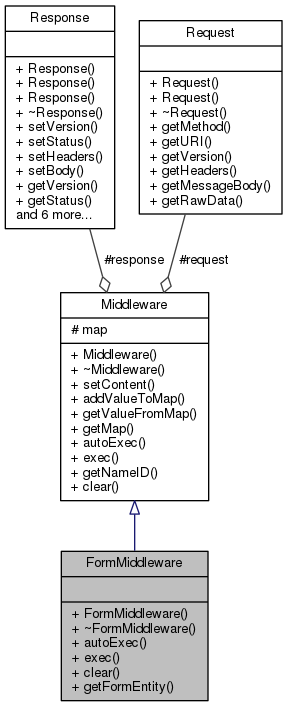 Response
+ Response()
+ Response()
+ Response()
+ ~Response()
+ setVersion()
+ setStatus()
+ setHeaders()
+ setBody()
+ getVersion()
+ getStatus()
and 6 more...
Request
+ Request()
+ Request()
+ ~Request()
+ getMethod()
+ getURI()
+ getVersion()
+ getHeaders()
+ getMessageBody()
+ getRawData()
#response
#request
Middleware
# map
+ Middleware()
+ ~Middleware()
+ setContent()
+ addValueToMap()
+ getValueFromMap()
+ getMap()
+ autoExec()
+ exec()
+ getNameID()
+ clear()
FormMiddleware
+ FormMiddleware()
+ ~FormMiddleware()
+ autoExec()
+ exec()
+ clear()
+ getFormEntity()